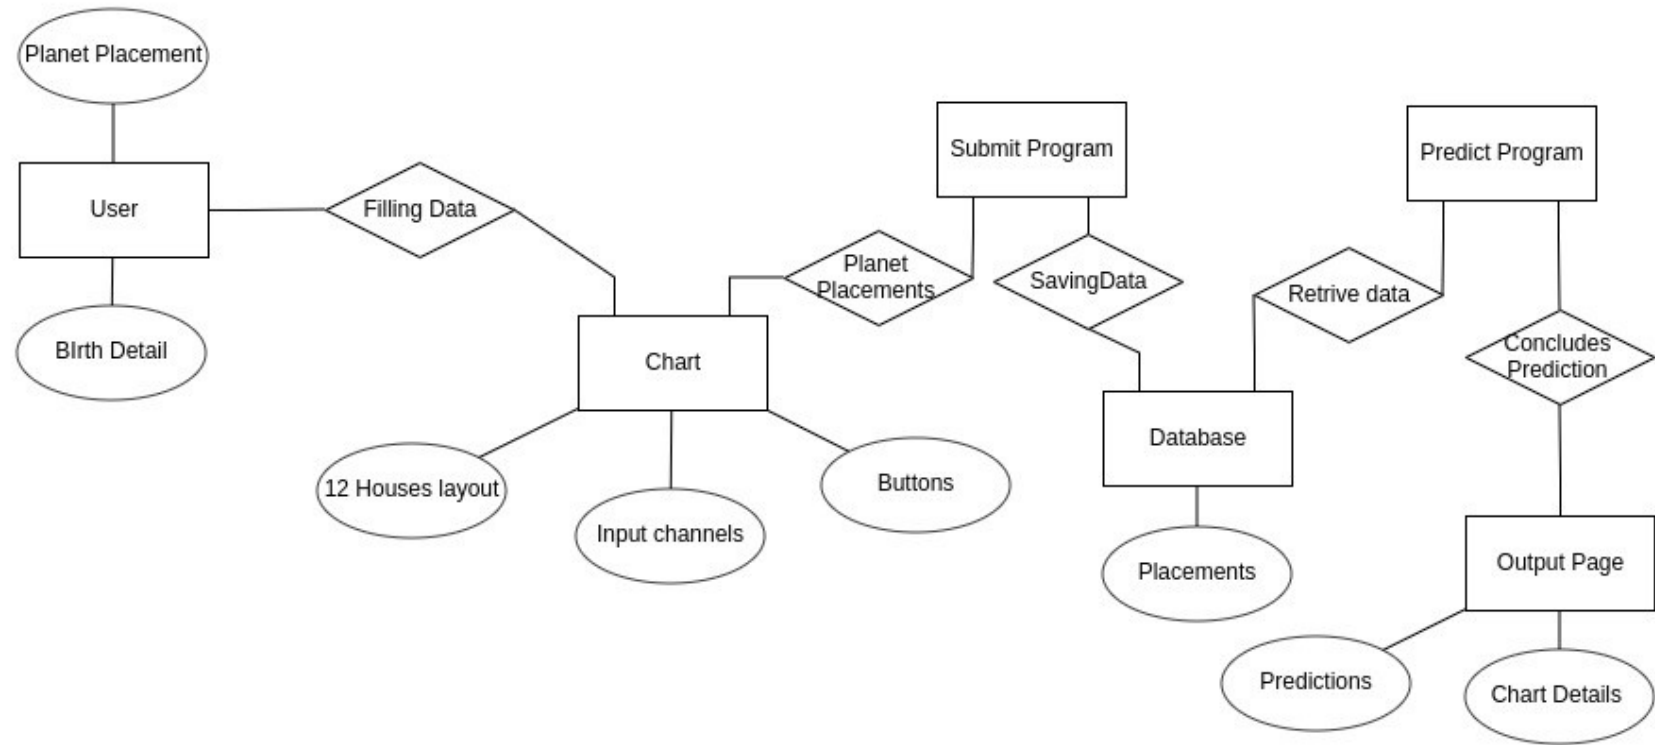 Planet Placement
User
BIrth Detail
Filling Data
Chart
12 Houses layout
Input channels
Buttons
Planet
Placements
Submit Program
SavingData
Database
Placements
Retrive data
Predict Program
Concludes
Prediction
Output Page
Predictions
Chart Details